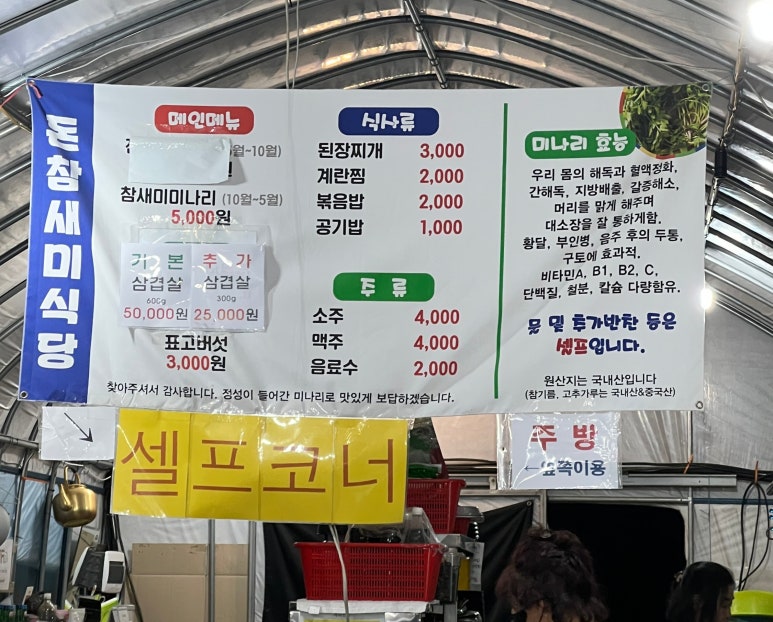 돈참새미식당
메인메뉴
월-10월)
원
참새미미나리 (10월~5월)
5,000원
기본 추가
삼겹살 삼겹살
600g 300g
50,000원 25,000원
표고버섯
3,000원
식사류
된장찌개 3,000
계란찜 2,000
볶음밥 2,000
공기밥 1,000
주 류
소주 4,000
맥주 4,000
음료수 2,000
찾아주셔서 감사합니다. 정성이 들어간 미나리로 맛있게 보답하겠습니다.
미나리 효능
우리 몸의 해독과 혈액정화,
간해독, 지방배출, 갈증해소,
머리를 맑게 해주며
대소장을 잘 통하게함.
황달, 부인병, 음주 후의 두통,
구토에 효과적.
비타민A, B1, B2, C,
단백질, 철분, 칼슘 다량함유.
물 및 추가반찬 등은
셀프입니다.
원산지는 국내산입니다
(참기름, 고추가루는 국내산&중국산)
셀프코너
주방
←옆쪽이용